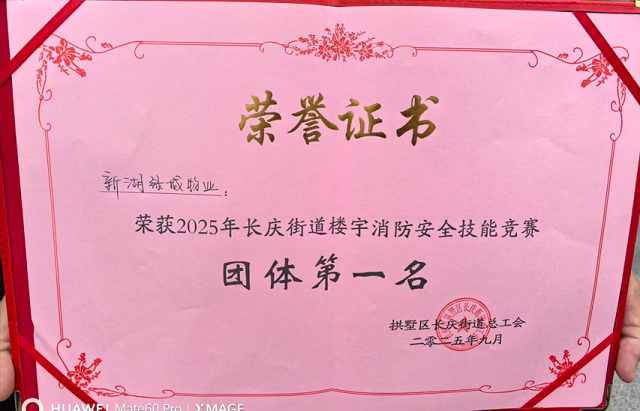 荣誉证书
新湖绿城物业：
荣获2025年长庆街道楼宇消防安全技能竞赛
团体第一名
拱墅区长庆街道总工会
二零二五年九月
HUAWEI Mate60 Pro | XMAGE